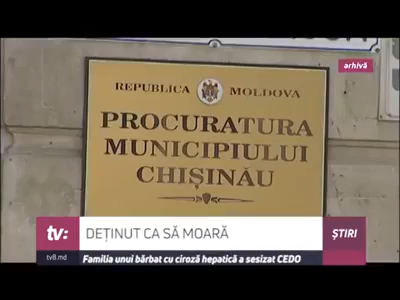 arhivă
REPUBLICA MOLDOVA
PROCURATURA
MUNICIPIULUI
CHIȘINĂU
tv:
DEȚINUT CA SĂ MOARĂ
ȘTIRI
tv8.md
Familia unui bărbat cu ciroză hepatică a sesizat CEDO